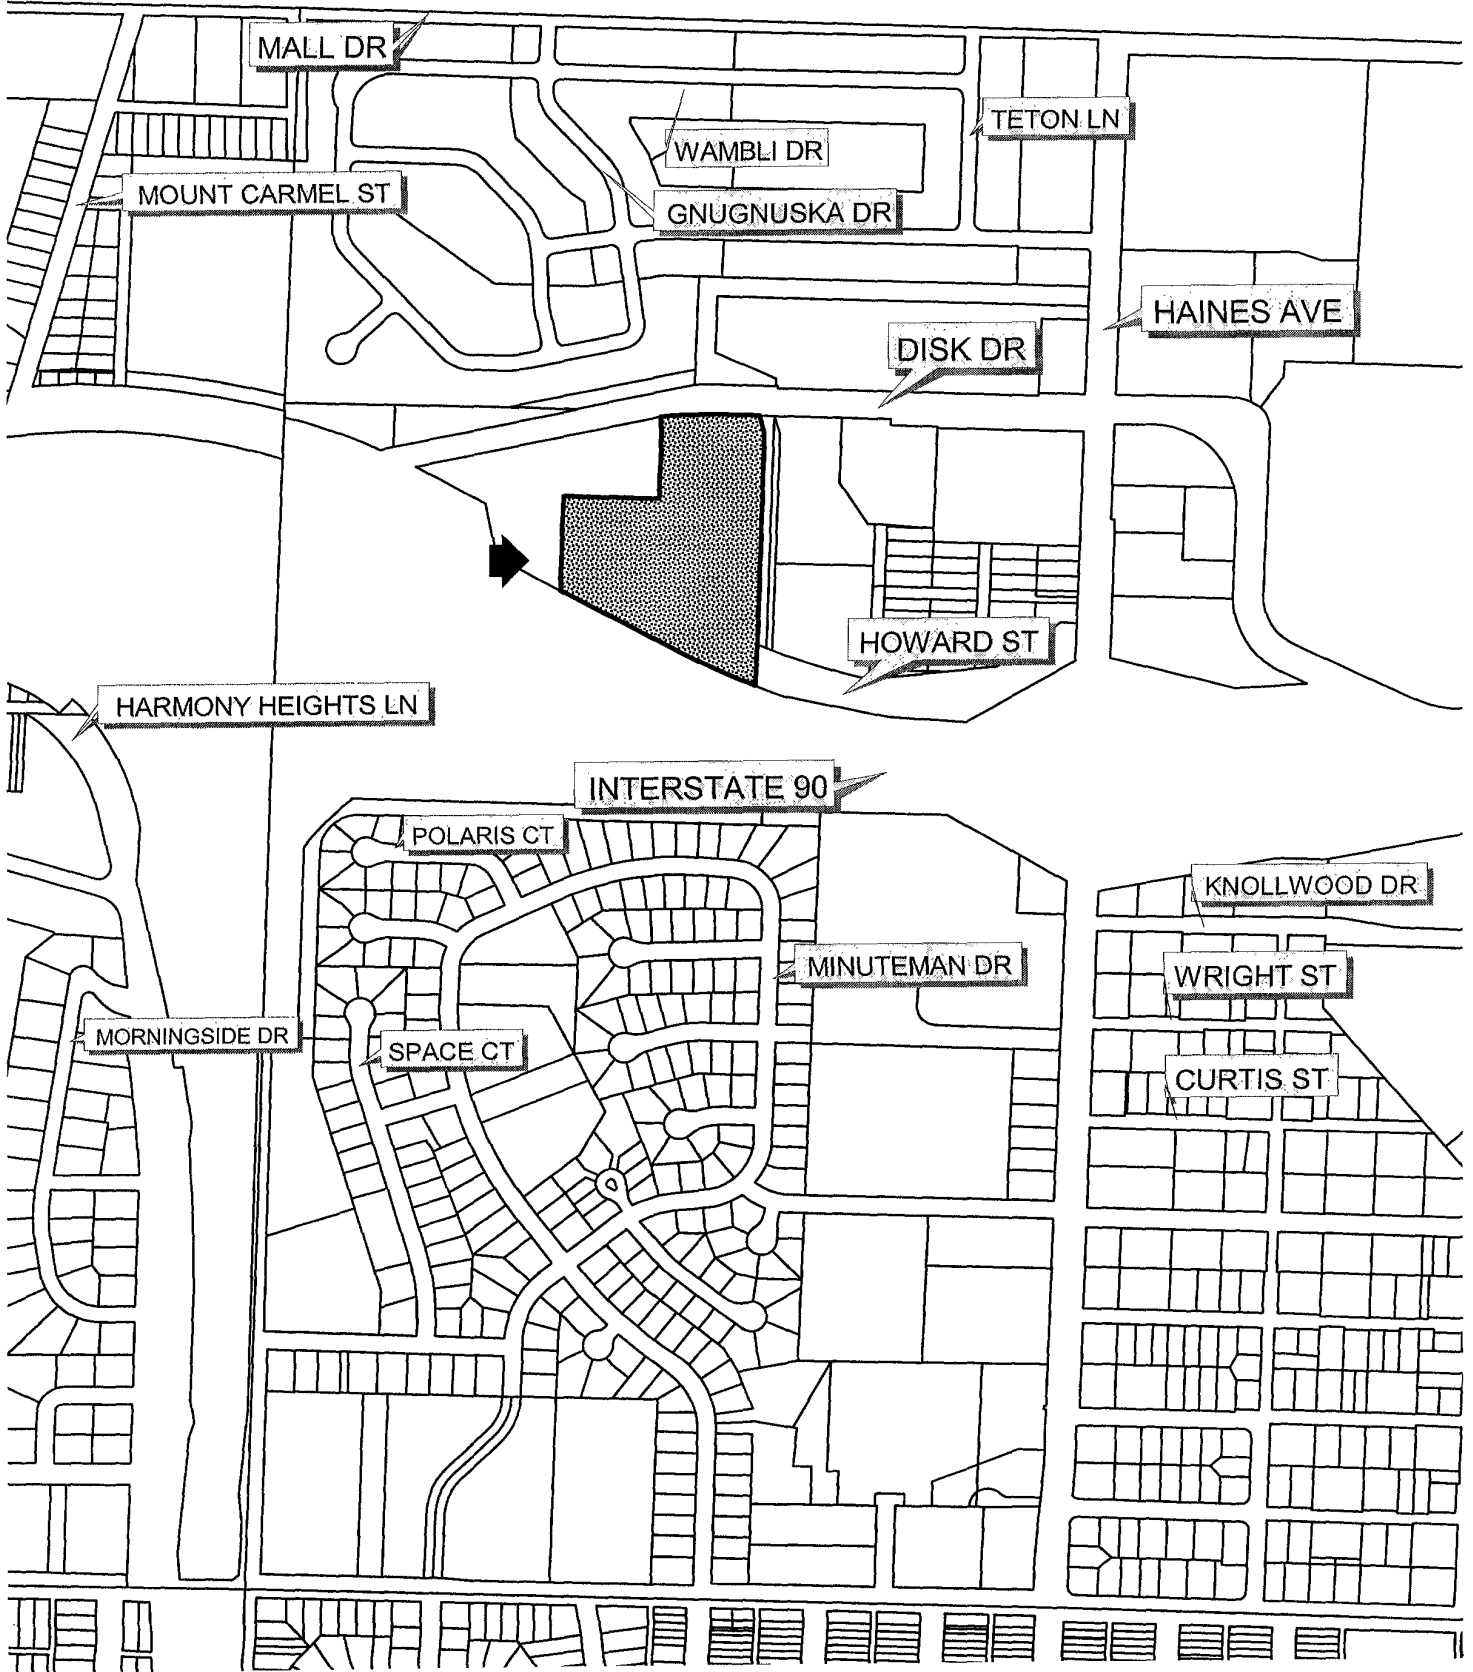 MALL DR
TETON LN
WAMBLI DR
MOUNT CARMEL ST
GNUGNUSKA DR
HAINES AVE
DISK DR
HOWARD ST
HARMONY HEIGHTS LN
INTERSTATE 90
POLARIS CT
KNOLLWOOD DR
MINUTEMAN DR
WRIGHT ST
MORNINGSIDE DR
SPACE CT
CURTIS ST